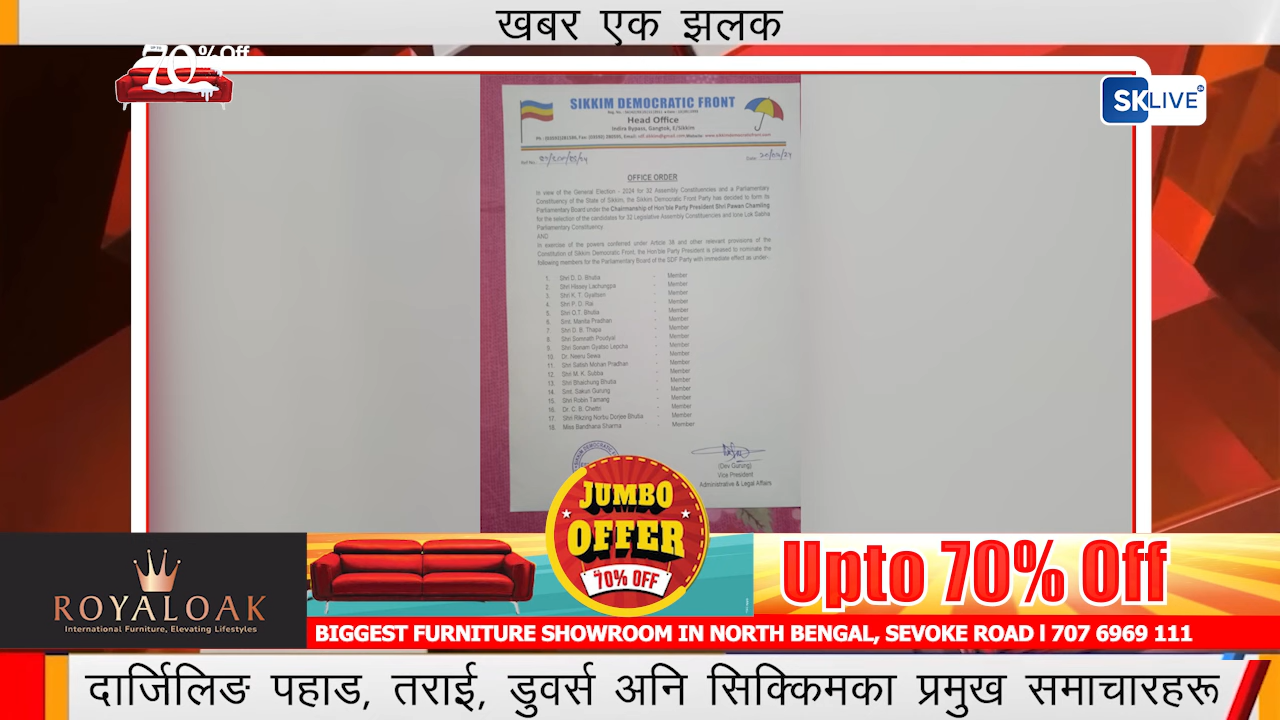 खबर एक झलक
70% Off
SKLIVE 24
SIKKIM DEMOCRATIC FRONT
Head Office
Indira Bypass, Gangtok, E/Sikkim
Ref No.
Date
OFFICE ORDER
In view of the General Election - 2024 for 32 Assembly Constituencies and a Parliamentary
Constituency of the State of Sikkim, the Sikkim Democratic Front Party has decided to form its
Parliamentary Board under the Chairmanship of Hon'ble Party President Shri Pawan Chamling
for the selection of the candidates for 32 Legislative Assembly Constituencies and lone Lok Sabha
Parliamentary Constituency.
AND
In exercise of the powers conferred under Article 38 and other relevant provisions of the
Constitution of Sikkim Democratic Front, the Hon'ble Party President is pleased to nominate the
following members for the Parliamentary Board of the SDF Party with immediate effect as under:-
1. Shri D. D. Bhutia - Member
2. Shri Hissey Lachungpa - Member
3. Shri K. T. Gyaltsen - Member
4. Shri P. D. Rai - Member
5. Shri O.T. Bhutia - Member
6. Smt. Manita Pradhan - Member
7. Shri D. B. Thapa - Member
8. Shri Somnath Poudyal - Member
9. Shri Sonam Gyatso Lepcha - Member
10. Dr. Neeru Sewa - Member
11. Shri Satish Mohan Pradhan - Member
12. Shri M. K. Subba - Member
13. Shri Bhaichung Bhutia - Member
14. Smt. Sakun Gurung - Member
15. Shri Robin Tamang - Member
16. Dr. C. B. Chettri - Member
17. Shri Rikzing Norbu Dorjee Bhutia - Member
18. Miss Bandhana Sharma - Member
(Dev Gurung)
Vice President
Administrative & Legal Affairs
JUMBO
OFFER
70% OFF
Upto 70% Off
ROYALOAK
International Furniture, Elevating Lifestyles
BIGGEST FURNITURE SHOWROOM IN NORTH BENGAL, SEVOKE ROAD | 707 6969 111
दार्जिलिङ पहाड, तराई, डुवर्स अनि सिक्किमका प्रमुख समाचारहरू